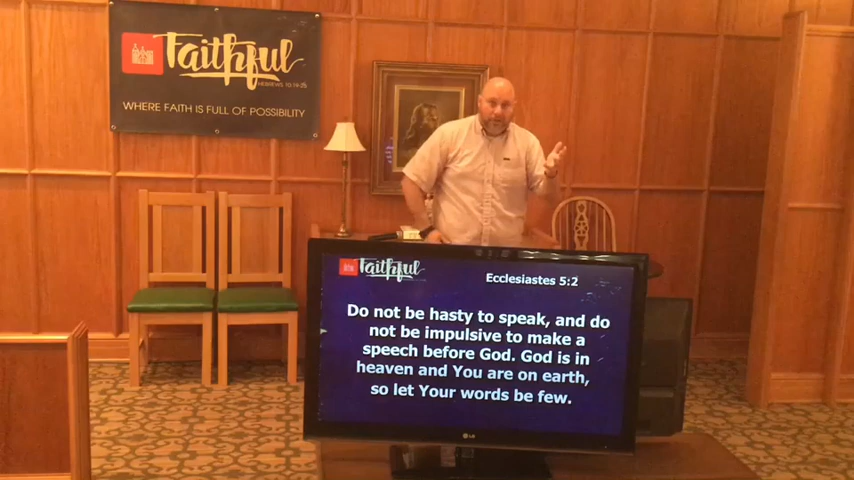 Faithful
HEBREWS 10:19-25
WHERE FAITH IS FULL OF POSSIBILITY
Faithful
Ecclesiastes 5:2
Do not be hasty to speak, and do
not be impulsive to make a
speech before God. God is in
heaven and You are on earth,
so let Your words be few.
LG